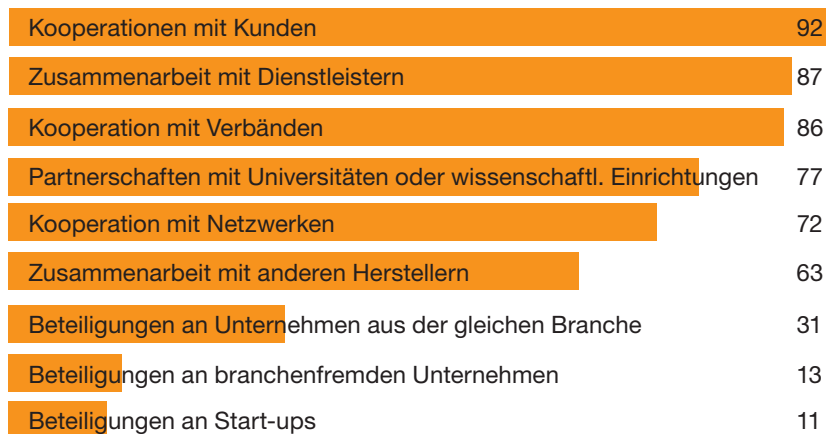 Kooperationen mit Kunden 92
Zusammenarbeit mit Dienstleistern 87
Kooperation mit Verbänden 86
Partnerschaften mit Universitäten oder wissenschaftl. Einrichtungen 77
Kooperation mit Netzwerken 72
Zusammenarbeit mit anderen Herstellern 63
Beteiligungen an Unternehmen aus der gleichen Branche 31
Beteiligungen an branchenfremden Unternehmen 13
Beteiligungen an Start-ups 11